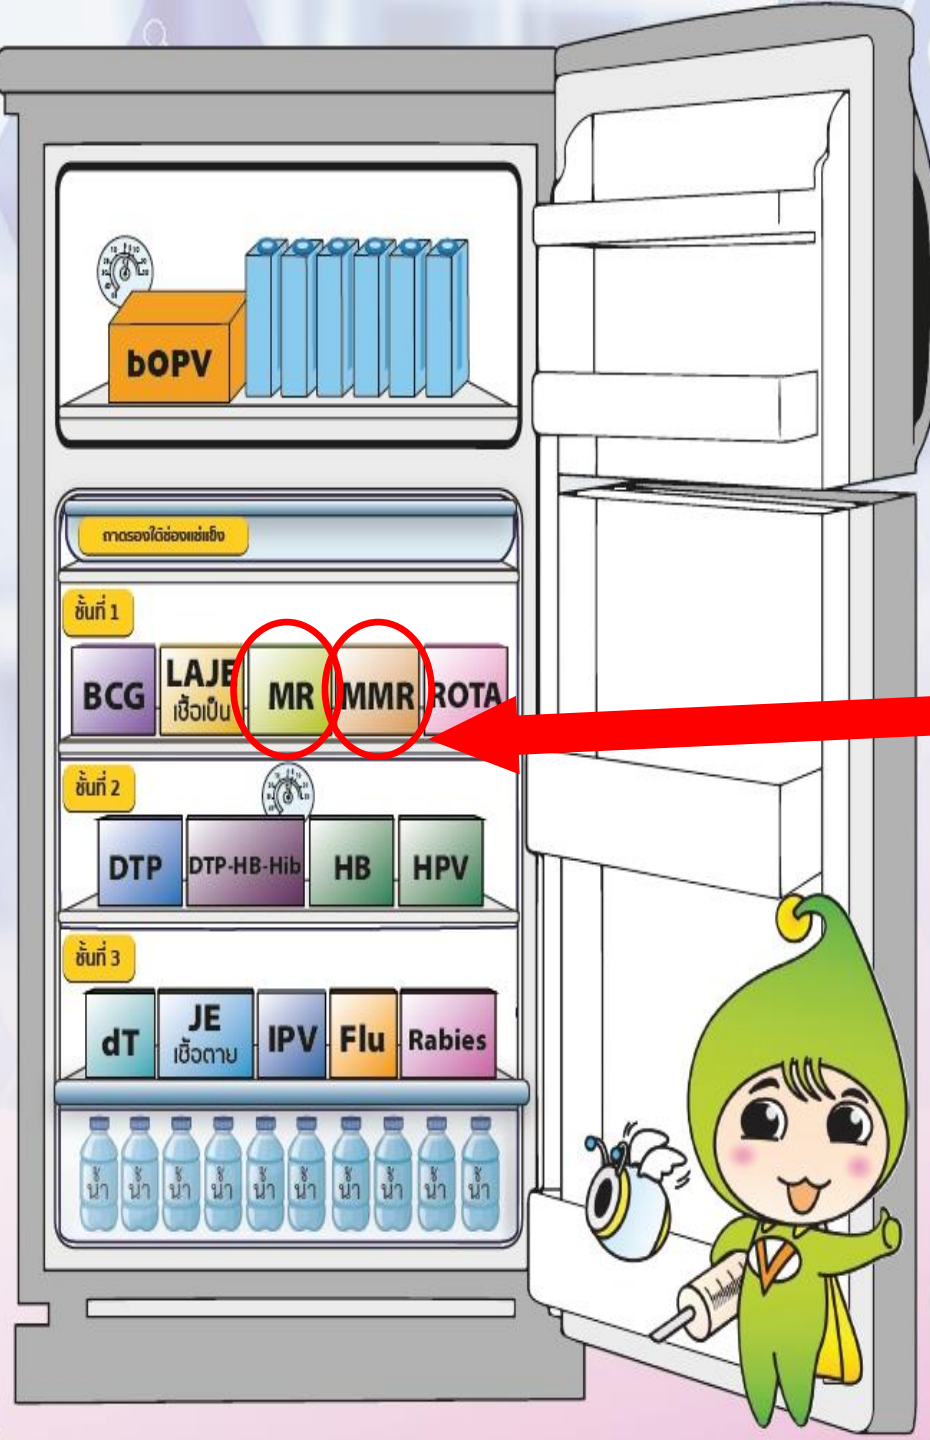 bOPV
ถาดรองใต้ช่องแช่แข็ง
ชั้นที่ 1
BCG
LAJE
เชื้อเป็น
MR
MMR
ROTA
ชั้นที่ 2
DTP
DTP-HB-Hib
HB
HPV
ชั้นที่ 3
dT
JE
เชื้อตาย
IPV
Flu
Rabies
น้ำ น้ำ น้ำ น้ำ น้ำ น้ำ น้ำ น้ำ น้ำ น้ำ
V